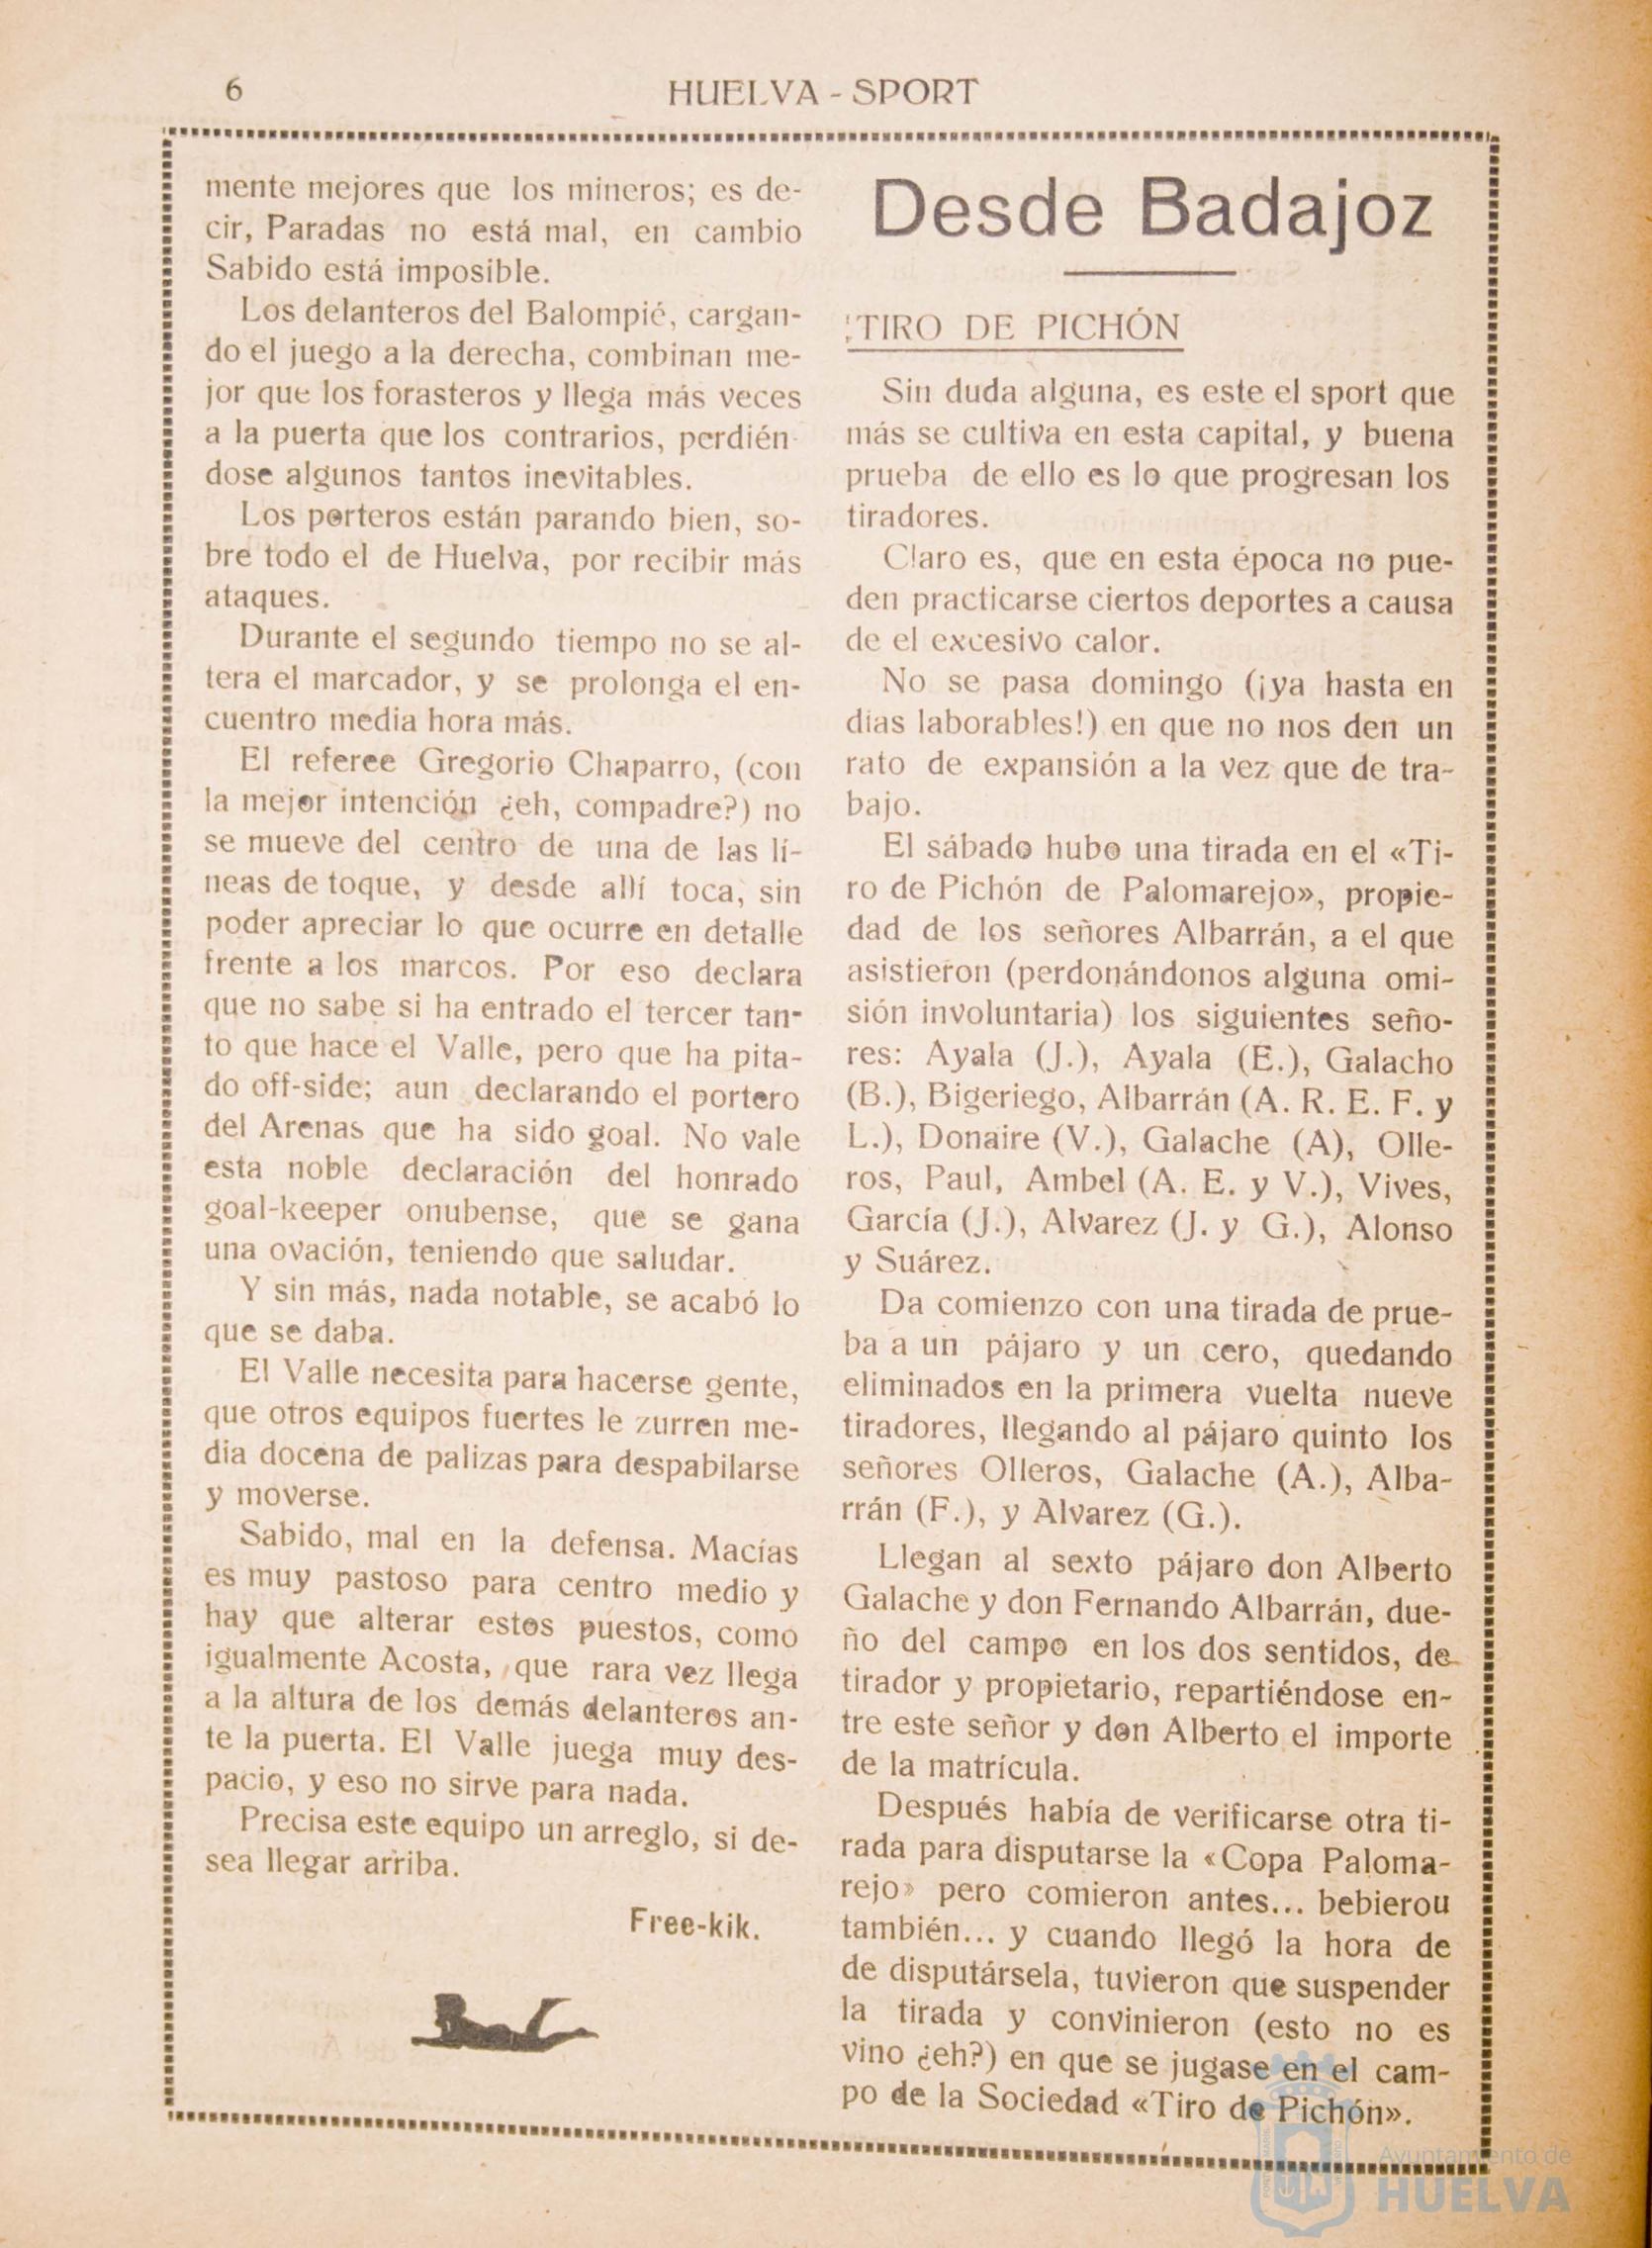 6
HUELVA - SPORT
mente mejores que los mineros; es de-
cir, Paradas no está mal, en cambio
Sabido está imposible.
Los delanteros del Balompié, cargan-
do el juego a la derecha, combinan me-
jor que los forasteros y llega más veces
a la puerta que los contrarios, perdién-
dose algunos tantos inevitables.
Los porteros están parando bien, so-
bre todo el de Huelva, por recibir más
ataques.
Durante el segundo tiempo no se al-
tera el marcador, y se prolonga el en-
cuentro media hora más.
El referee Gregorio Chaparro, (con
la mejor intención ¿eh, compadre?) no
se mueve del centro de una de las lí-
neas de toque, y desde allí toca, sin
poder apreciar lo que ocurre en detalle
frente a los marcos. Por eso declara
que no sabe si ha entrado el tercer tan-
to que hace el Valle, pero que ha pita-
do off-side; aun declarando el portero
del Arenas que ha sido goal. No vale
esta noble declaración del honrado
goal-keeper onubense, que se gana
una ovación, teniendo que saludar.
Y sin más, nada notable, se acabó lo
que se daba.
El Valle necesita para hacerse gente,
que otros equipos fuertes le zurren me-
dia docena de palizas para despabilarse
y moverse.
Sabido, mal en la defensa. Macías
es muy pastoso para centro medio y
hay que alterar estos puestos, como
igualmente Acosta, que rara vez llega
a la altura de los demás delanteros an-
te la puerta. El Valle juega muy des-
pacio, y eso no sirve para nada.
Precisa este equipo un arreglo, si de-
sea llegar arriba.
Free-kik.
Desde Badajoz
TIRO DE PICHÓN
Sin duda alguna, es este el sport que
más se cultiva en esta capital, y buena
prueba de ello es lo que progresan los
tiradores.
Claro es, que en esta época no pue-
den practicarse ciertos deportes a causa
de el excesivo calor.
No se pasa domingo (¡ya hasta en
dias laborables!) en que no nos den un
rato de expansión a la vez que de tra-
bajo.
El sábado hubo una tirada en el «Ti-
ro de Pichón de Palomarejo», propie-
dad de los señores Albarrán, a el que
asistieron (perdonándonos alguna omi-
sión involuntaria) los siguientes seño-
res: Ayala (J.), Ayala (E.), Galacho
(B.), Bigeriego, Albarrán (A. R. E. F. y
L.), Donaire (V.), Galache (A), Olle-
ros, Paul, Ambel (A. E. y V.), Vives,
García (J.), Alvarez (J. y G.), Alonso
y Suárez.
Da comienzo con una tirada de prue-
ba a un pájaro y un cero, quedando
eliminados en la primera vuelta nueve
tiradores, llegando al pájaro quinto los
señores Olleros, Galache (A.), Alba-
rrán (F.), y Alvarez (G.).
Llegan al sexto pájaro don Alberto
Galache y don Fernando Albarrán, due-
ño del campo en los dos sentidos, de
tirador y propietario, repartiéndose en-
tre este señor y don Alberto el importe
de la matrícula.
Después había de verificarse otra ti-
rada para disputarse la «Copa Paloma-
rejo» pero comieron antes... bebierou
también... y cuando llegó la hora de
de disputársela, tuvieron que suspender
la tirada y convinieron (esto no es
vino ¿eh?) en que se jugase en el cam-
po de la Sociedad «Tiro de Pichón».
Ayuntamiento de
HUELVA